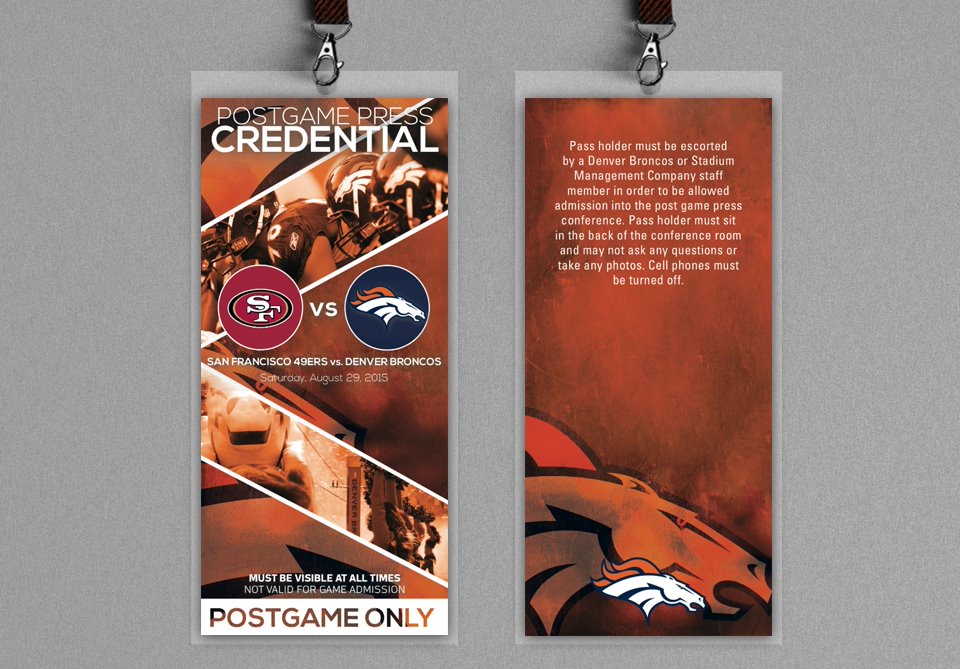 POSTGAME PRESS
CREDENTIAL
SF
VS
SAN FRANCISCO 49ERS vs. DENVER BRONCOS
Saturday, August 29, 2015
MUST BE VISIBLE AT ALL TIMES
NOT VALID FOR GAME ADMISSION
POSTGAME ONLY
Pass holder must be escorted
by a Denver Broncos or Stadium
Management Company staff
member in order to be allowed
admission into the post game press
conference. Pass holder must sit
in the back of the conference room
and may not ask any questions or
take any photos. Cell phones must
be turned off.